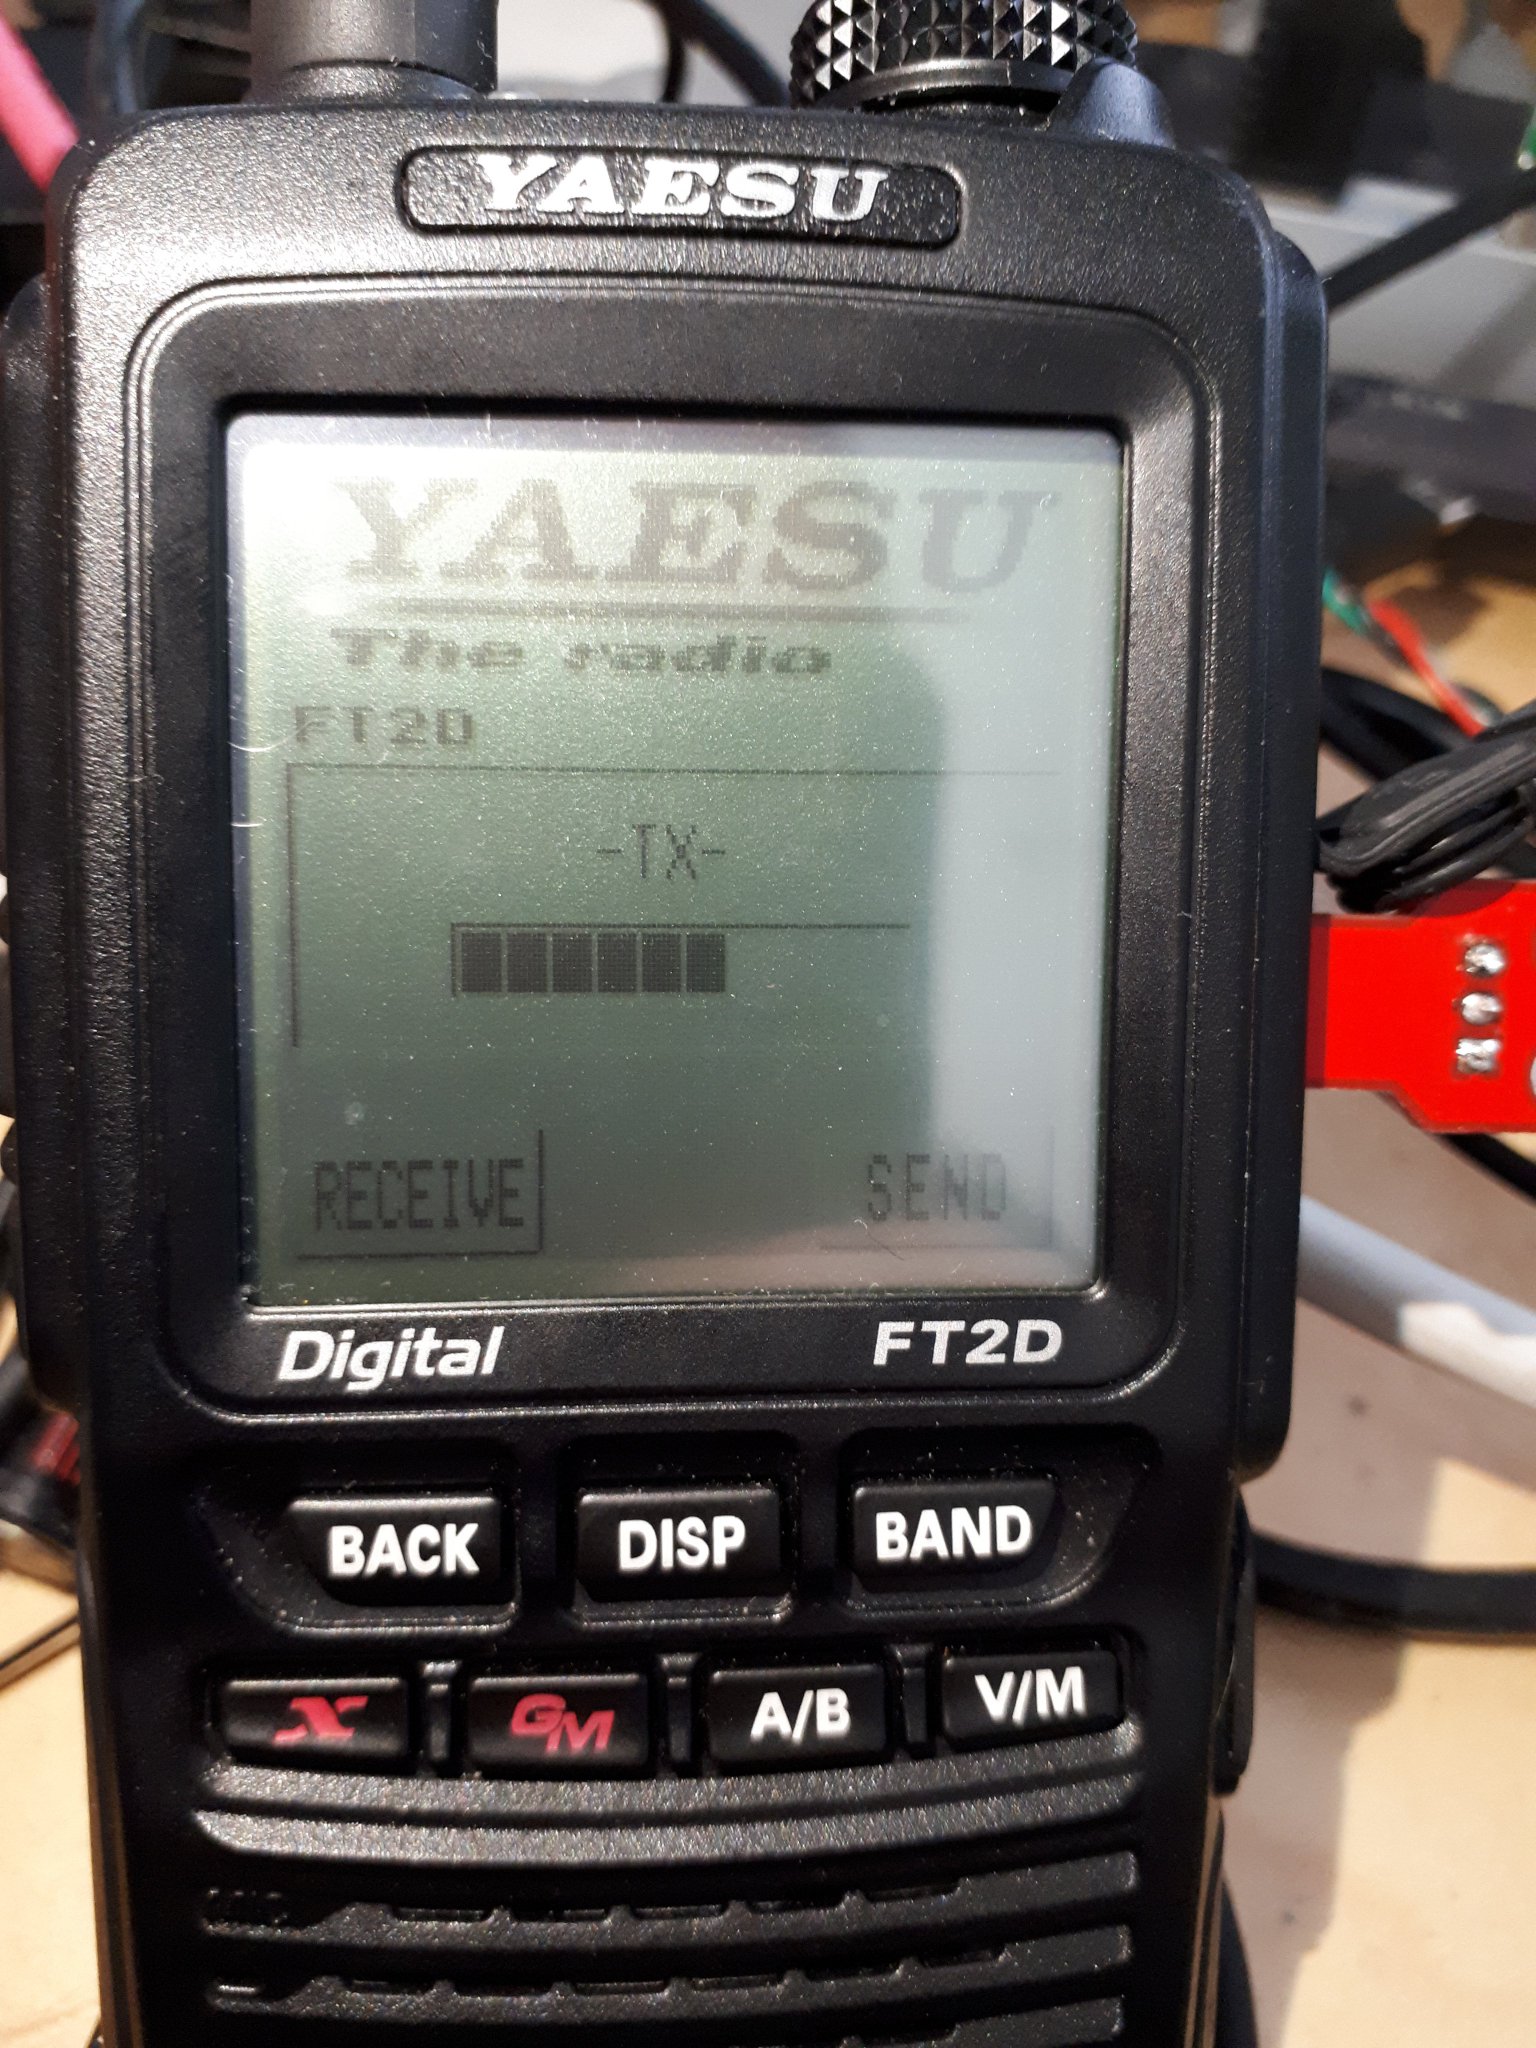 YAESU
YAESU
The radio
FT2D
-TX-
RECEIVE SEND
Digital FT2D
BACK DISP BAND
X GM A/B V/M